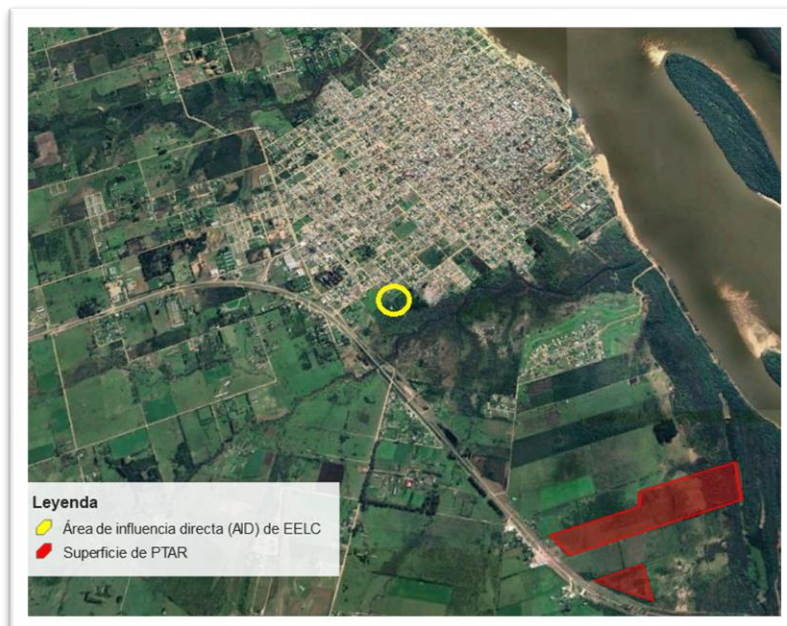 Leyenda
Área de influencia directa (AID) de EELC
Superficie de PTAR